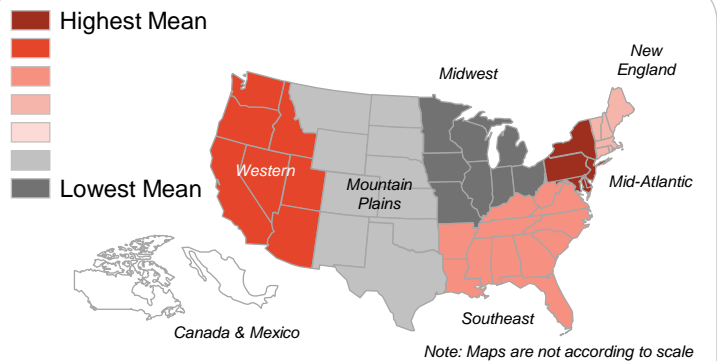 Highest Mean
New
England
Midwest
Western
Mountain
Plains
Lowest Mean
Mid-Atlantic
Canada & Mexico
Southeast
Note: Maps are not according to scale